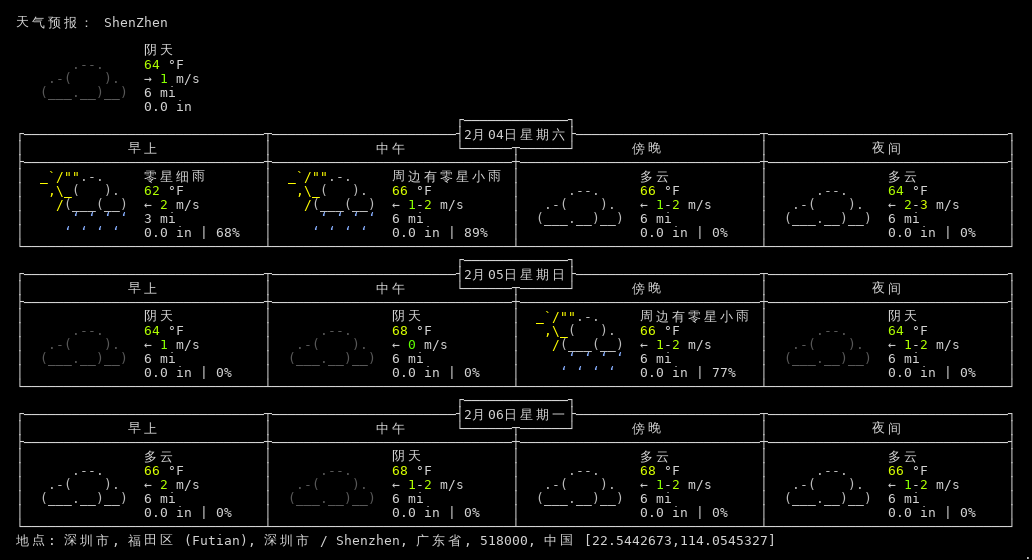 天气预报： ShenZhen
阴天
64 °F
→ 1 m/s
6 mi
0.0 in
2月04日星期六
早上 中午 傍晚 夜间
零星细雨 周边有零星小雨 多云 多云
62 °F 66 °F 66 °F 64 °F
← 2 m/s ← 1-2 m/s ← 1-2 m/s ← 2-3 m/s
3 mi 6 mi 6 mi 6 mi
0.0 in | 68% 0.0 in | 89% 0.0 in | 0% 0.0 in | 0%
2月05日星期日
早上 中午 傍晚 夜间
阴天 阴天 周边有零星小雨 阴天
64 °F 68 °F 66 °F 64 °F
← 1 m/s ← 0 m/s ← 1-2 m/s ← 1-2 m/s
6 mi 6 mi 6 mi 6 mi
0.0 in | 0% 0.0 in | 0% 0.0 in | 77% 0.0 in | 0%
2月06日星期一
早上 中午 傍晚 夜间
多云 阴天 多云 多云
66 °F 68 °F 68 °F 66 °F
← 2 m/s ← 1-2 m/s ← 1-2 m/s ← 1-2 m/s
6 mi 6 mi 6 mi 6 mi
0.0 in | 0% 0.0 in | 0% 0.0 in | 0% 0.0 in | 0%
地点: 深圳市, 福田区 (Futian), 深圳市 / Shenzhen, 广东省, 518000, 中国 [22.5442673,114.0545327]